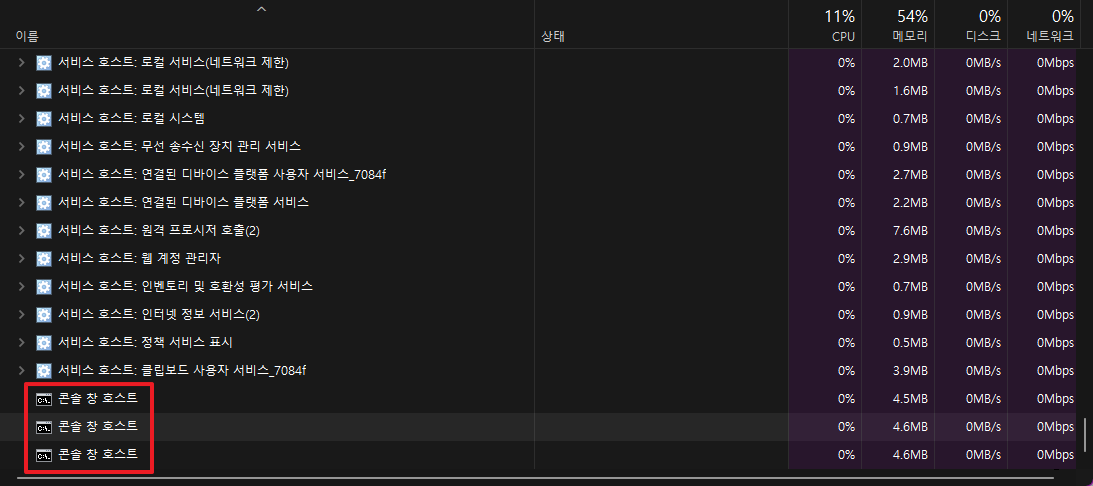 11% 54% 0% 0%
이름 상태 CPU 메모리 디스크 네트워크
서비스 호스트: 로컬 서비스(네트워크 제한) 0% 2.0MB 0MB/s 0Mbps
서비스 호스트: 로컬 서비스(네트워크 제한) 0% 1.6MB 0MB/s 0Mbps
서비스 호스트: 로컬 시스템 0% 0.7MB 0MB/s 0Mbps
서비스 호스트: 무선 송수신 장치 관리 서비스 0% 0.9MB 0MB/s 0Mbps
서비스 호스트: 연결된 디바이스 플랫폼 사용자 서비스_7084f 0% 2.7MB 0MB/s 0Mbps
서비스 호스트: 연결된 디바이스 플랫폼 서비스 0% 2.2MB 0MB/s 0Mbps
서비스 호스트: 원격 프로시저 호출(2) 0% 7.6MB 0MB/s 0Mbps
서비스 호스트: 웹 계정 관리자 0% 2.9MB 0MB/s 0Mbps
서비스 호스트: 인벤토리 및 호환성 평가 서비스 0% 0.7MB 0MB/s 0Mbps
서비스 호스트: 인터넷 정보 서비스(2) 0% 0.9MB 0MB/s 0Mbps
서비스 호스트: 정책 서비스 표시 0% 0.5MB 0MB/s 0Mbps
서비스 호스트: 클립보드 사용자 서비스_7084f 0% 3.9MB 0MB/s 0Mbps
콘솔 창 호스트 0% 4.5MB 0MB/s 0Mbps
콘솔 창 호스트 0% 4.6MB 0MB/s 0Mbps
콘솔 창 호스트 0% 4.6MB 0MB/s 0Mbps